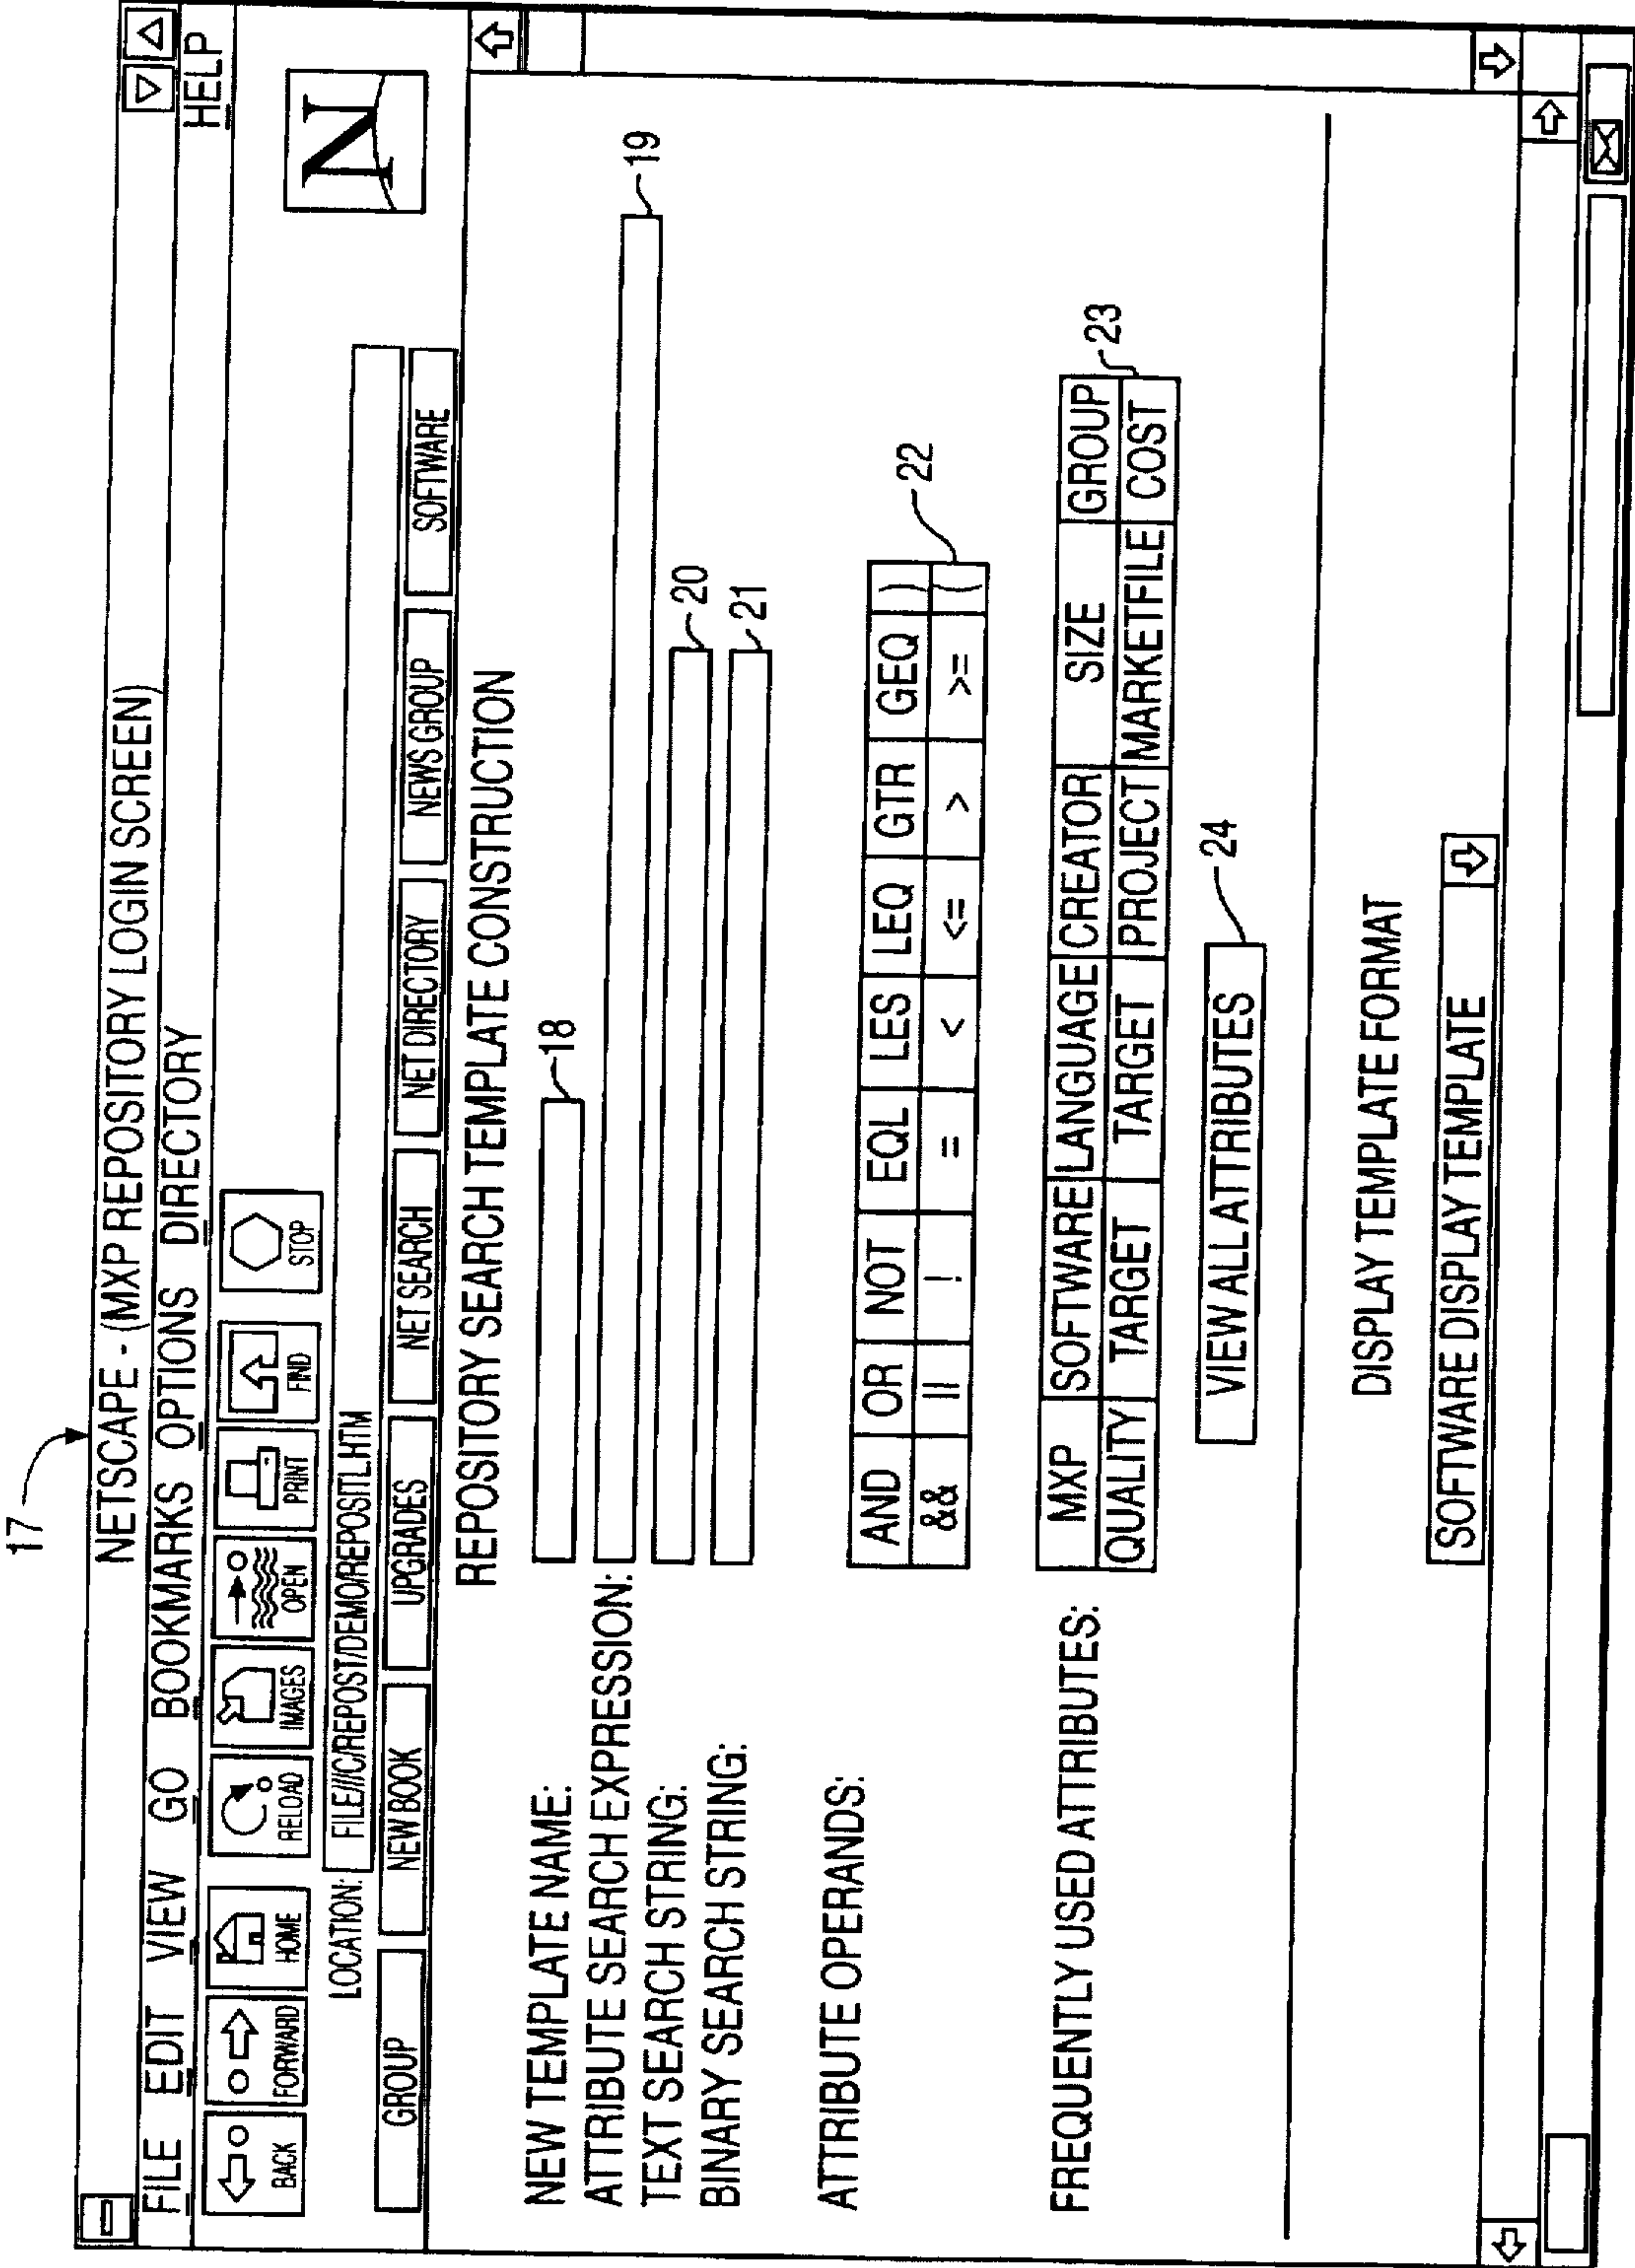 17
NETSCAPE - (MXP REPOSITORY LOGIN SCREEN)
FILE EDIT VIEW GO BOOKMARKS OPTIONS DIRECTORY HELP
BACK FORWARD HOME RELOAD IMAGES OPEN PRINT FIND STOP
N
LOCATION: FILE///C/REPOST/DEMO/REPOSITL.HTM
GROUP NEW BOOK UPGRADES NET SEARCH NET DIRECTORY NEWS GROUP SOFTWARE
REPOSITORY SEARCH TEMPLATE CONSTRUCTION
NEW TEMPLATE NAME: 18
ATTRIBUTE SEARCH EXPRESSION: 19
TEXT SEARCH STRING: 20
BINARY SEARCH STRING: 21
ATTRIBUTE OPERANDS:
AND OR NOT EQL LES LEQ GTR GEQ )
&& || ! = < <= > >= (
22
FREQUENTLY USED ATTRIBUTES:
MXP SOFTWARE LANGUAGE CREATOR SIZE GROUP
QUALITY TARGET TARGET PROJECT MARKETFILE COST
23
VIEW ALL ATTRIBUTES 24
DISPLAY TEMPLATE FORMAT
SOFTWARE DISPLAY TEMPLATE